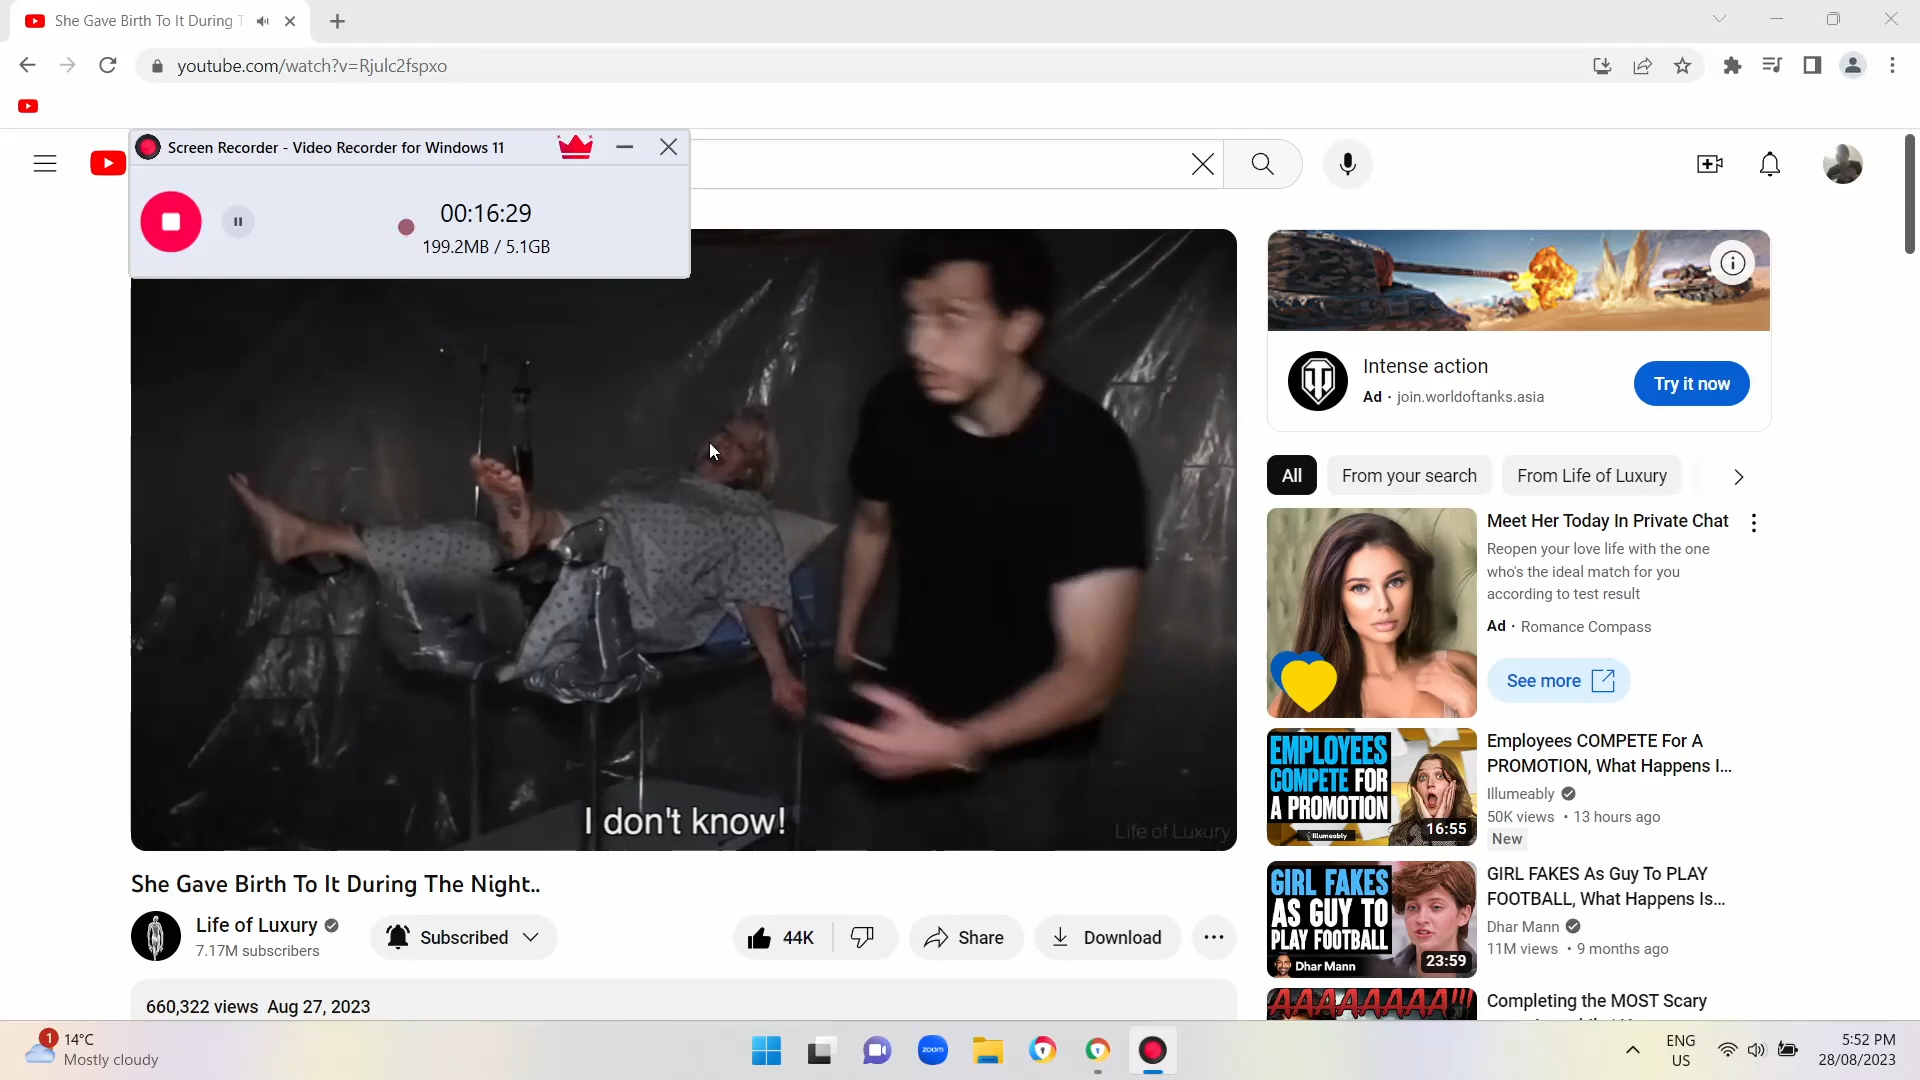 She Gave Birth To It During T
youtube.com/watch?v=Rjulc2fspxo
Screen Recorder - Video Recorder for Windows 11
00:16:29
199.2MB / 5.1GB
I don't know!
Life of Luxury
She Gave Birth To It During The Night..
Life of Luxury
7.17M subscribers
Subscribed
44K
Share
Download
660,322 views Aug 27, 2023
Intense action
Ad · join.worldoftanks.asia
Try it now
All
From your search
From Life of Luxury
Meet Her Today In Private Chat
Reopen your love life with the one
who's the ideal match for you
according to test result
Ad · Romance Compass
See more
EMPLOYEES
COMPETE FOR
A PROMOTION
Illumeably
16:55
Employees COMPETE For A
PROMOTION, What Happens I...
Illumeably
50K views • 13 hours ago
New
GIRL FAKES
AS GUY TO
PLAY FOOTBALL
Dhar Mann
23:59
GIRL FAKES As Guy To PLAY
FOOTBALL, What Happens Is...
Dhar Mann
11M views • 9 months ago
AAAAAAAA!!!
Completing the MOST Scary
1
14°C
Mostly cloudy
zoom
ENG
US
5:52 PM
28/08/2023